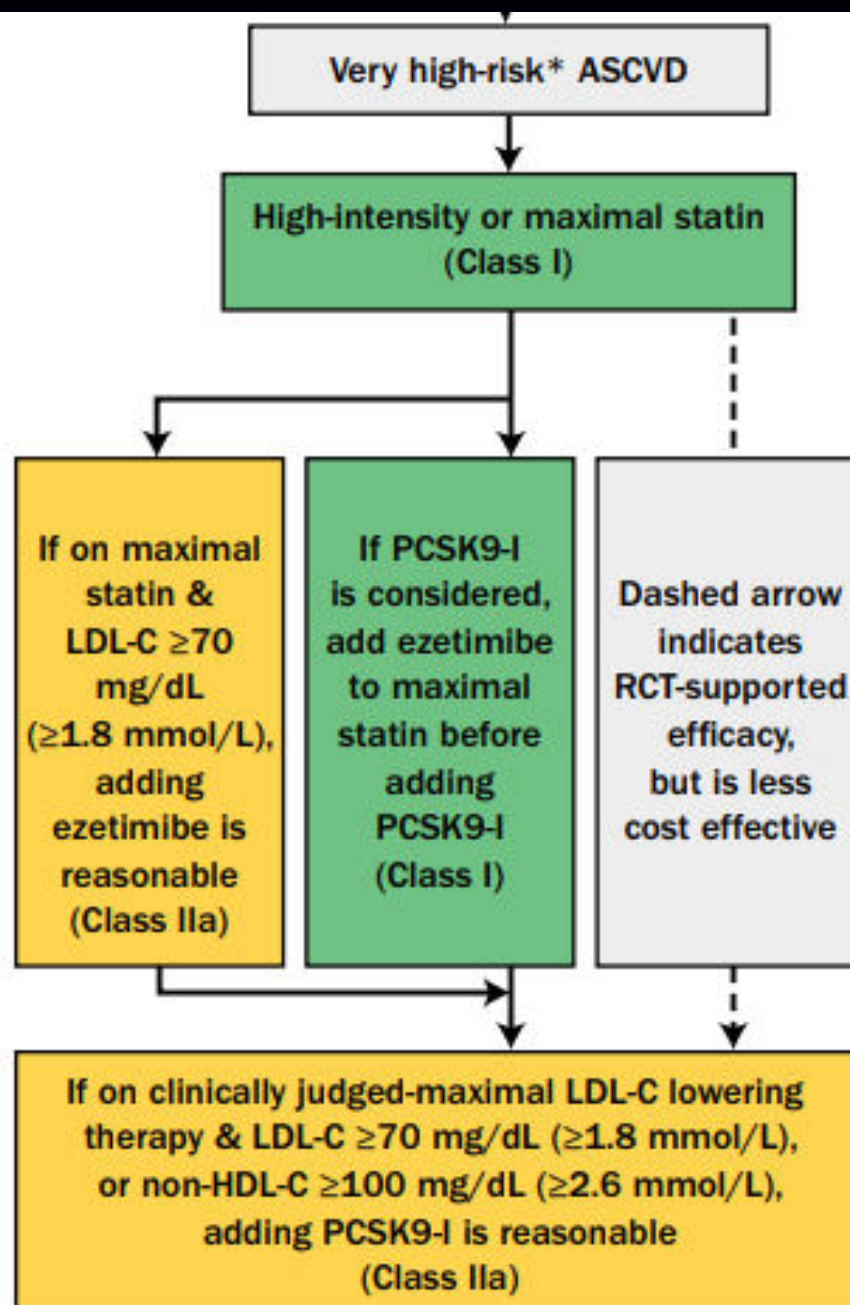 Very high-risk* ASCVD
High-intensity or maximal statin
(Class I)
If on maximal
statin &
LDL-C ≥70
mg/dL
(≥1.8 mmol/L),
adding
ezetimibe is
reasonable
(Class IIa)
If PCSK9-I
is considered,
add ezetimibe
to maximal
statin before
adding
PCSK9-I
(Class I)
Dashed arrow
indicates
RCT-supported
efficacy,
but is less
cost effective
If on clinically judged-maximal LDL-C lowering
therapy & LDL-C ≥70 mg/dL (≥1.8 mmol/L),
or non-HDL-C ≥100 mg/dL (≥2.6 mmol/L),
adding PCSK9-I is reasonable
(Class IIa)